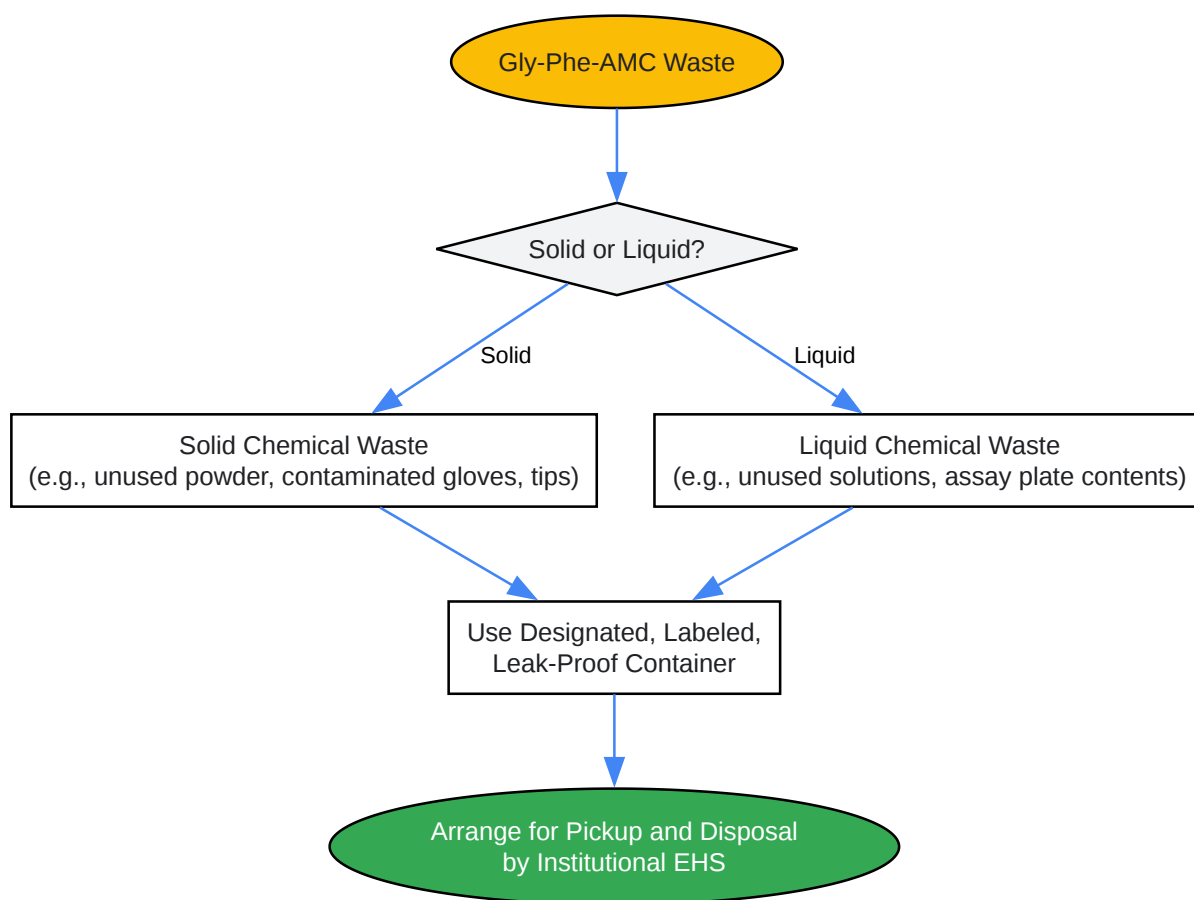 Gly-Phe-AMC Waste
Solid or Liquid?
Solid
Liquid
Solid Chemical Waste
(e.g., unused powder, contaminated gloves, tips)
Liquid Chemical Waste
(e.g., unused solutions, assay plate contents)
Use Designated, Labeled,
Leak-Proof Container
Arrange for Pickup and Disposal
by Institutional EHS